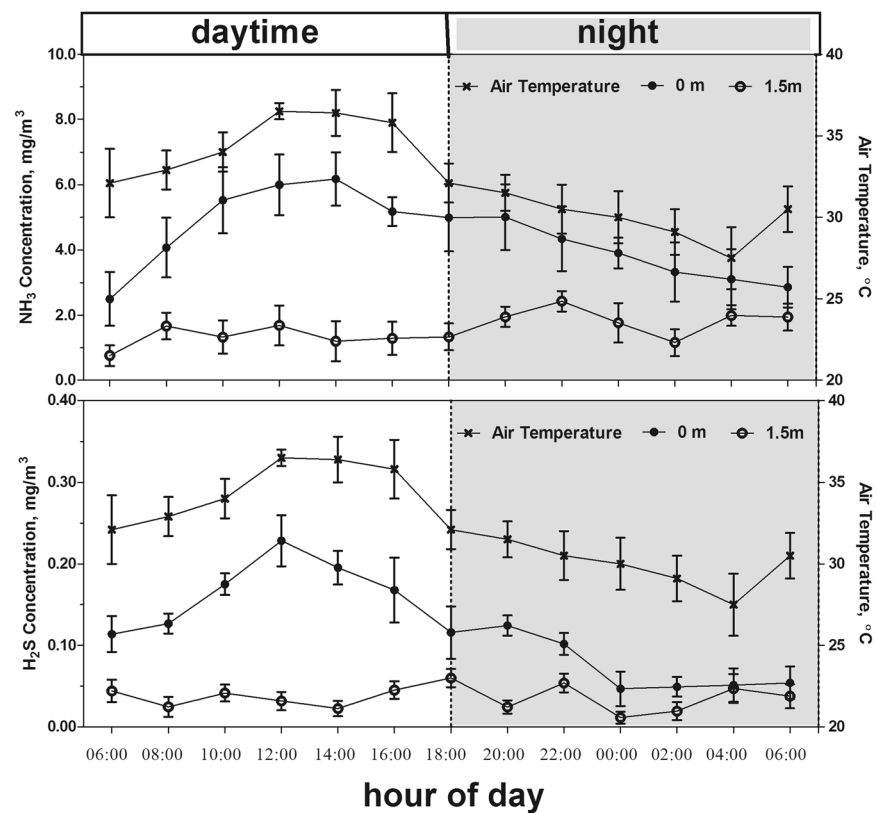 daytime night
10.0
8.0
6.0
4.0
2.0
0.0
NH3 Concentration, mg/m3
Air Temperature 0 m 1.5m
40
35
30
25
20
Air Temperature, °C
0.40
0.30
0.20
0.10
0.00
H2S Concentration, mg/m3
Air Temperature 0 m 1.5m
40
35
30
25
20
Air Temperature, °C
06:00 08:00 10:00 12:00 14:00 16:00 18:00 20:00 22:00 00:00 02:00 04:00 06:00
hour of day